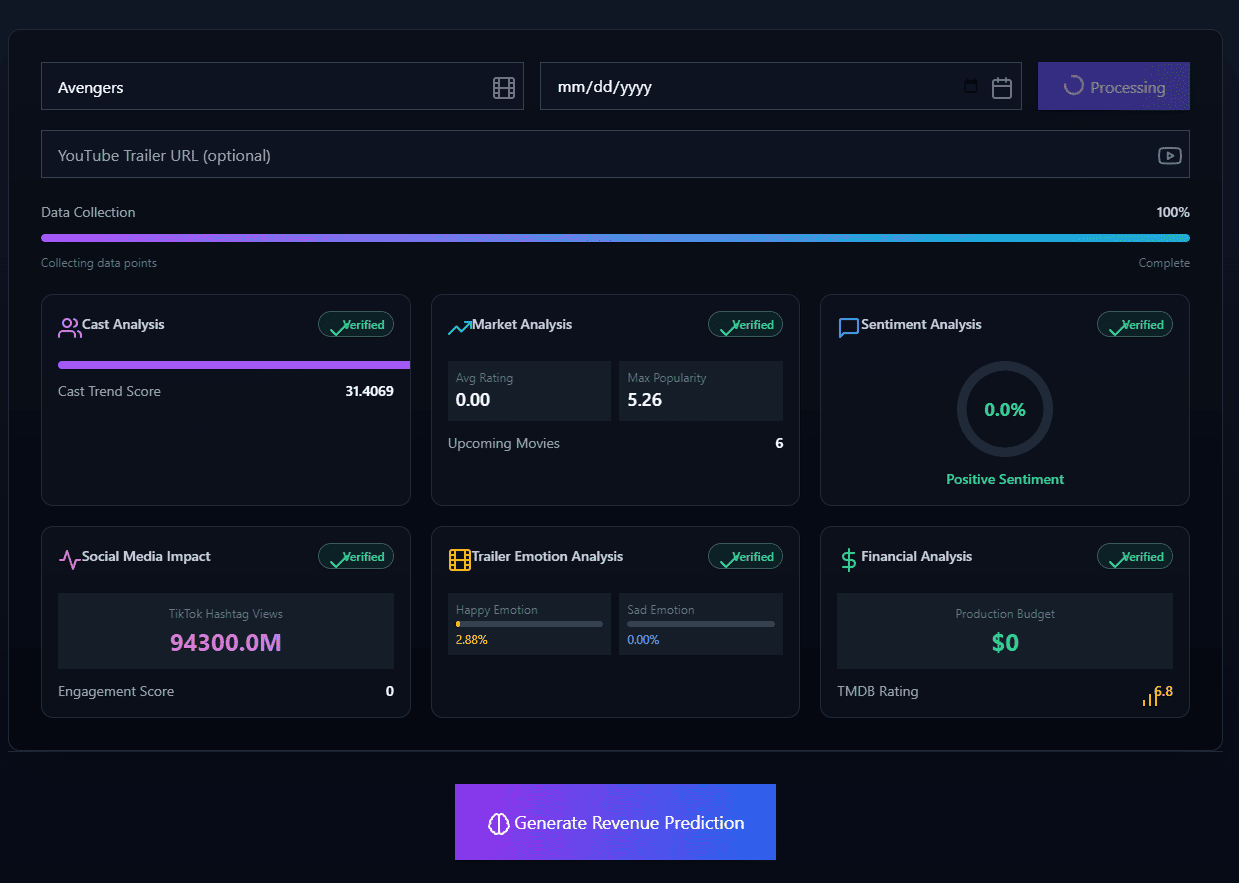 Avengers
mm/dd/yyyy
Processing
YouTube Trailer URL (optional)
Data Collection 100%
Collecting data points Complete
Cast Analysis Verified
Cast Trend Score 31.4069
Market Analysis Verified
Avg Rating Max Popularity
0.00 5.26
Upcoming Movies 6
Sentiment Analysis Verified
0.0%
Positive Sentiment
Social Media Impact Verified
TikTok Hashtag Views
94300.0M
Engagement Score 0
Trailer Emotion Analysis Verified
Happy Emotion Sad Emotion
2.88% 0.00%
Financial Analysis Verified
Production Budget
$0
TMDB Rating 6.8
Generate Revenue Prediction